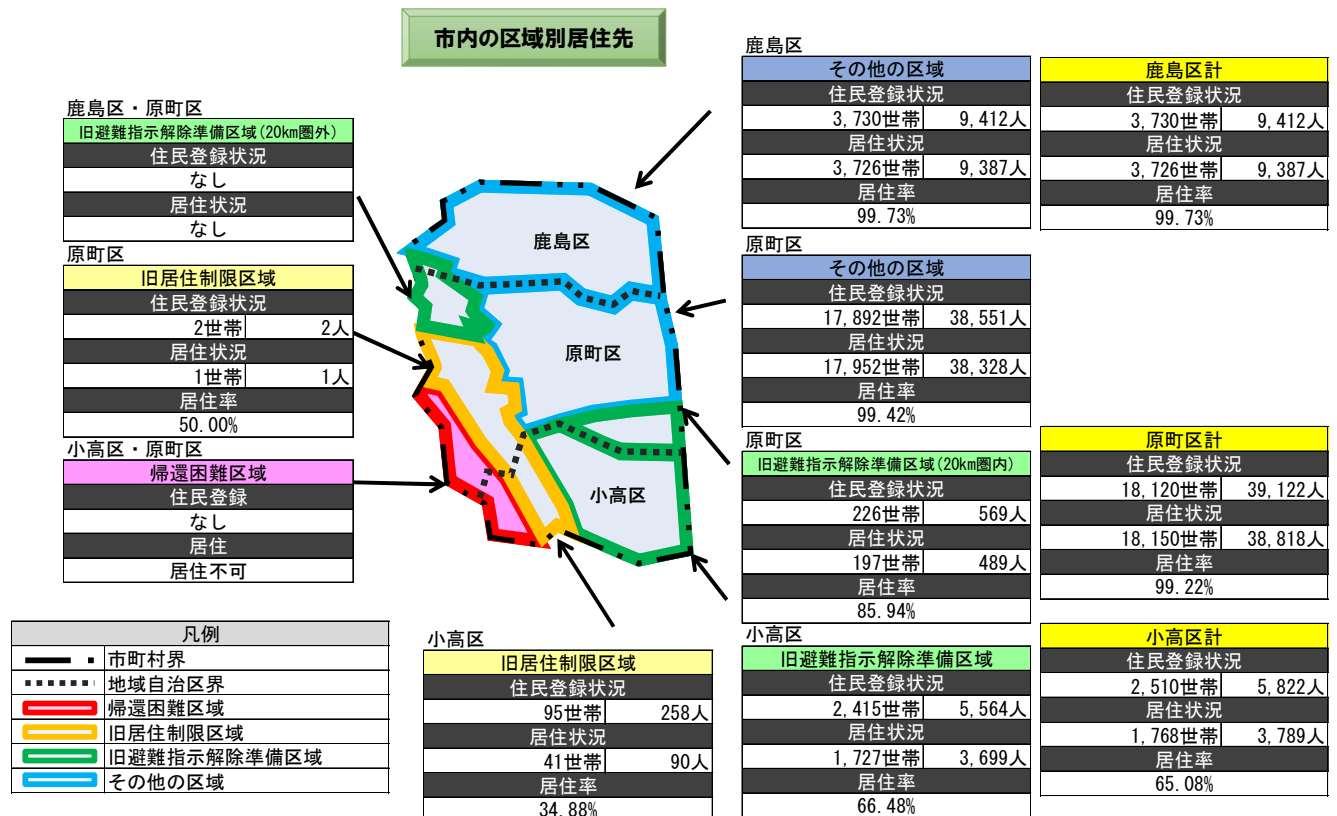 市内の区域別居住先
鹿島区・原町区
旧避難指示解除準備区域(20km圏外)
住民登録状況
なし
居住状況
なし
原町区
旧居住制限区域
住民登録状況
2世帯 2人
居住状況
1世帯 1人
居住率
50.00%
小高区・原町区
帰還困難区域
住民登録
なし
居住
居住不可
鹿島区
その他の区域
住民登録状況
3,730世帯 9,412人
居住状況
3,726世帯 9,387人
居住率
99.73%
鹿島区計
住民登録状況
3,730世帯 9,412人
居住状況
3,726世帯 9,387人
居住率
99.73%
原町区
その他の区域
住民登録状況
17,892世帯 38,551人
居住状況
17,952世帯 38,328人
居住率
99.42%
原町区
旧避難指示解除準備区域(20km圏内)
住民登録状況
226世帯 569人
居住状況
197世帯 489人
居住率
85.94%
原町区計
住民登録状況
18,120世帯 39,122人
居住状況
18,150世帯 38,818人
居住率
99.22%
鹿島区
原町区
小高区
小高区
旧居住制限区域
住民登録状況
95世帯 258人
居住状況
41世帯 90人
居住率
34.88%
小高区
旧避難指示解除準備区域
住民登録状況
2,415世帯 5,564人
居住状況
1,727世帯 3,699人
居住率
66.48%
小高区計
住民登録状況
2,510世帯 5,822人
居住状況
1,768世帯 3,789人
居住率
65.08%
凡例
市町村界
地域自治区界
帰還困難区域
旧居住制限区域
旧避難指示解除準備区域
その他の区域